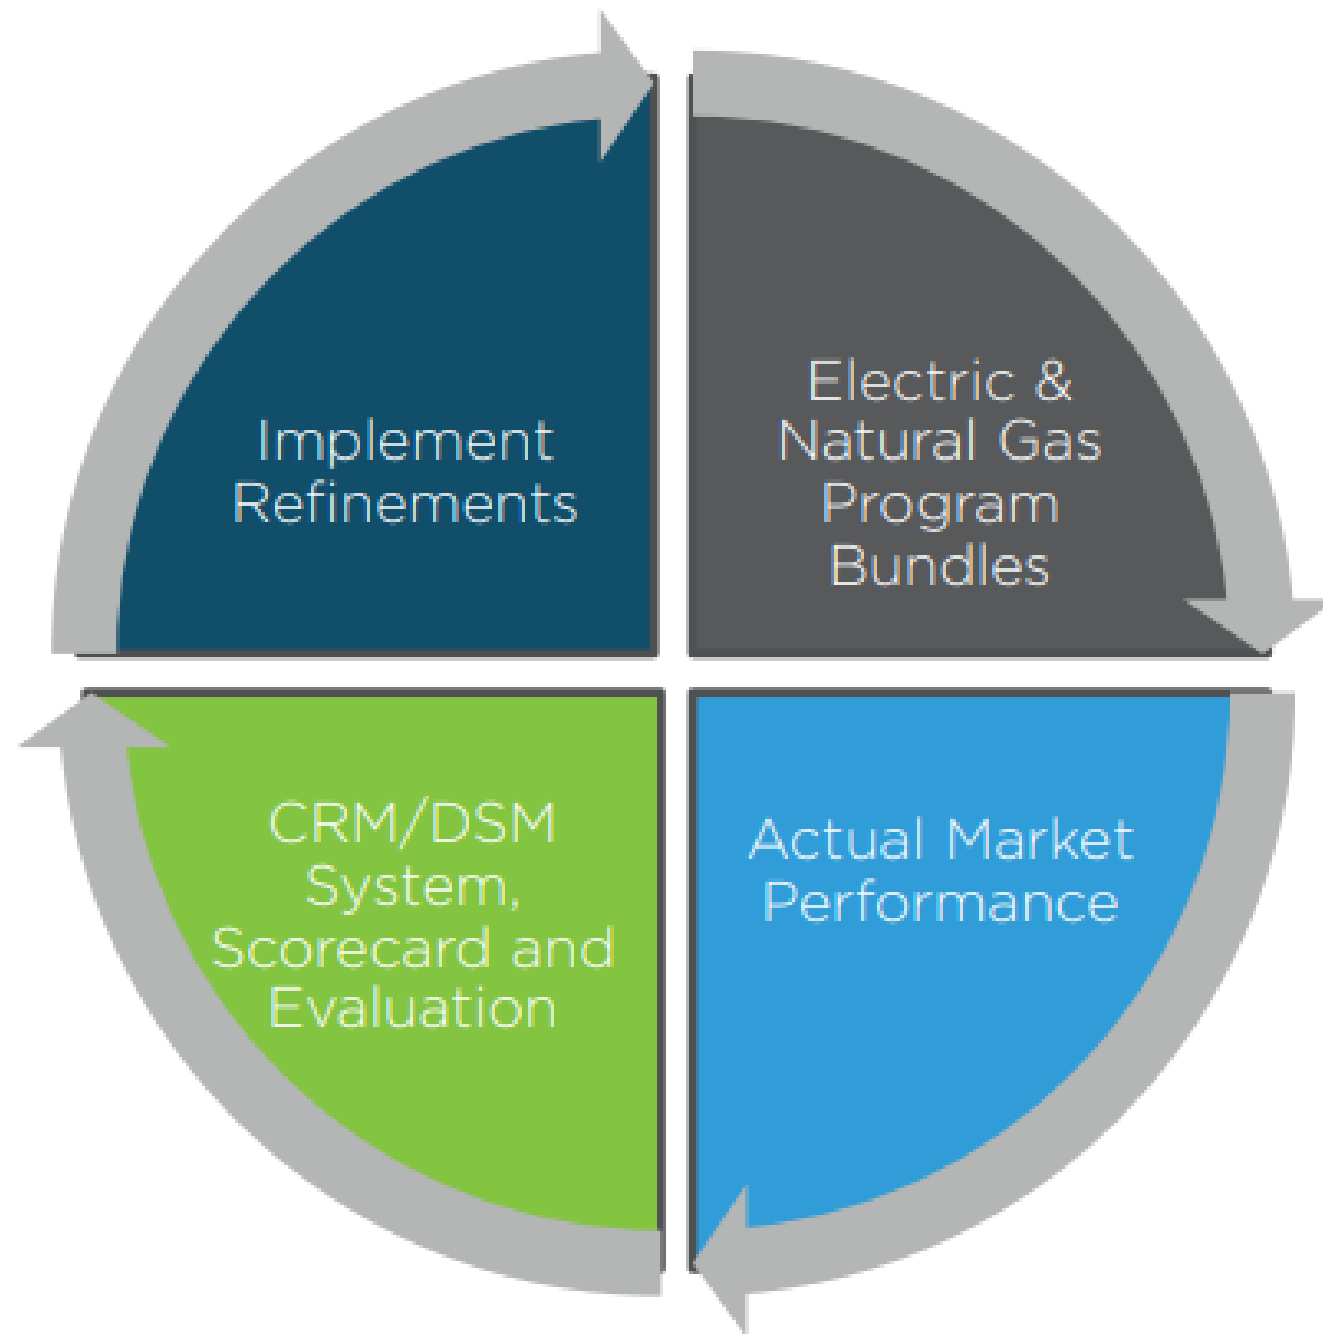 Implement
Refinements
Electric &
Natural Gas
Program
Bundles
CRM/DSM
System,
Scorecard and
Evaluation
Actual Market
Performance